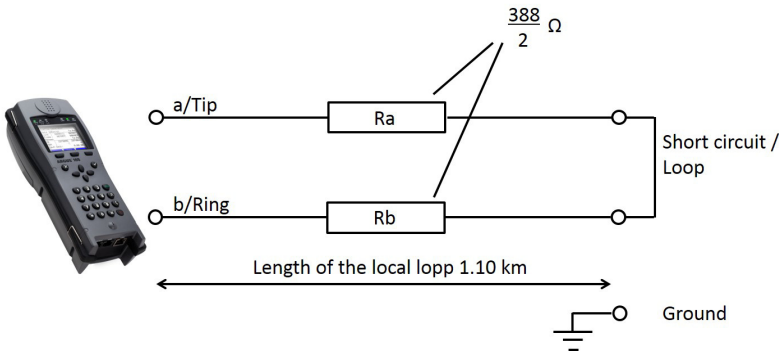 388
2
Ω
a/Tip
Ra
Short circuit /
Loop
b/Ring
Rb
Length of the local lopp 1.10 km
Ground